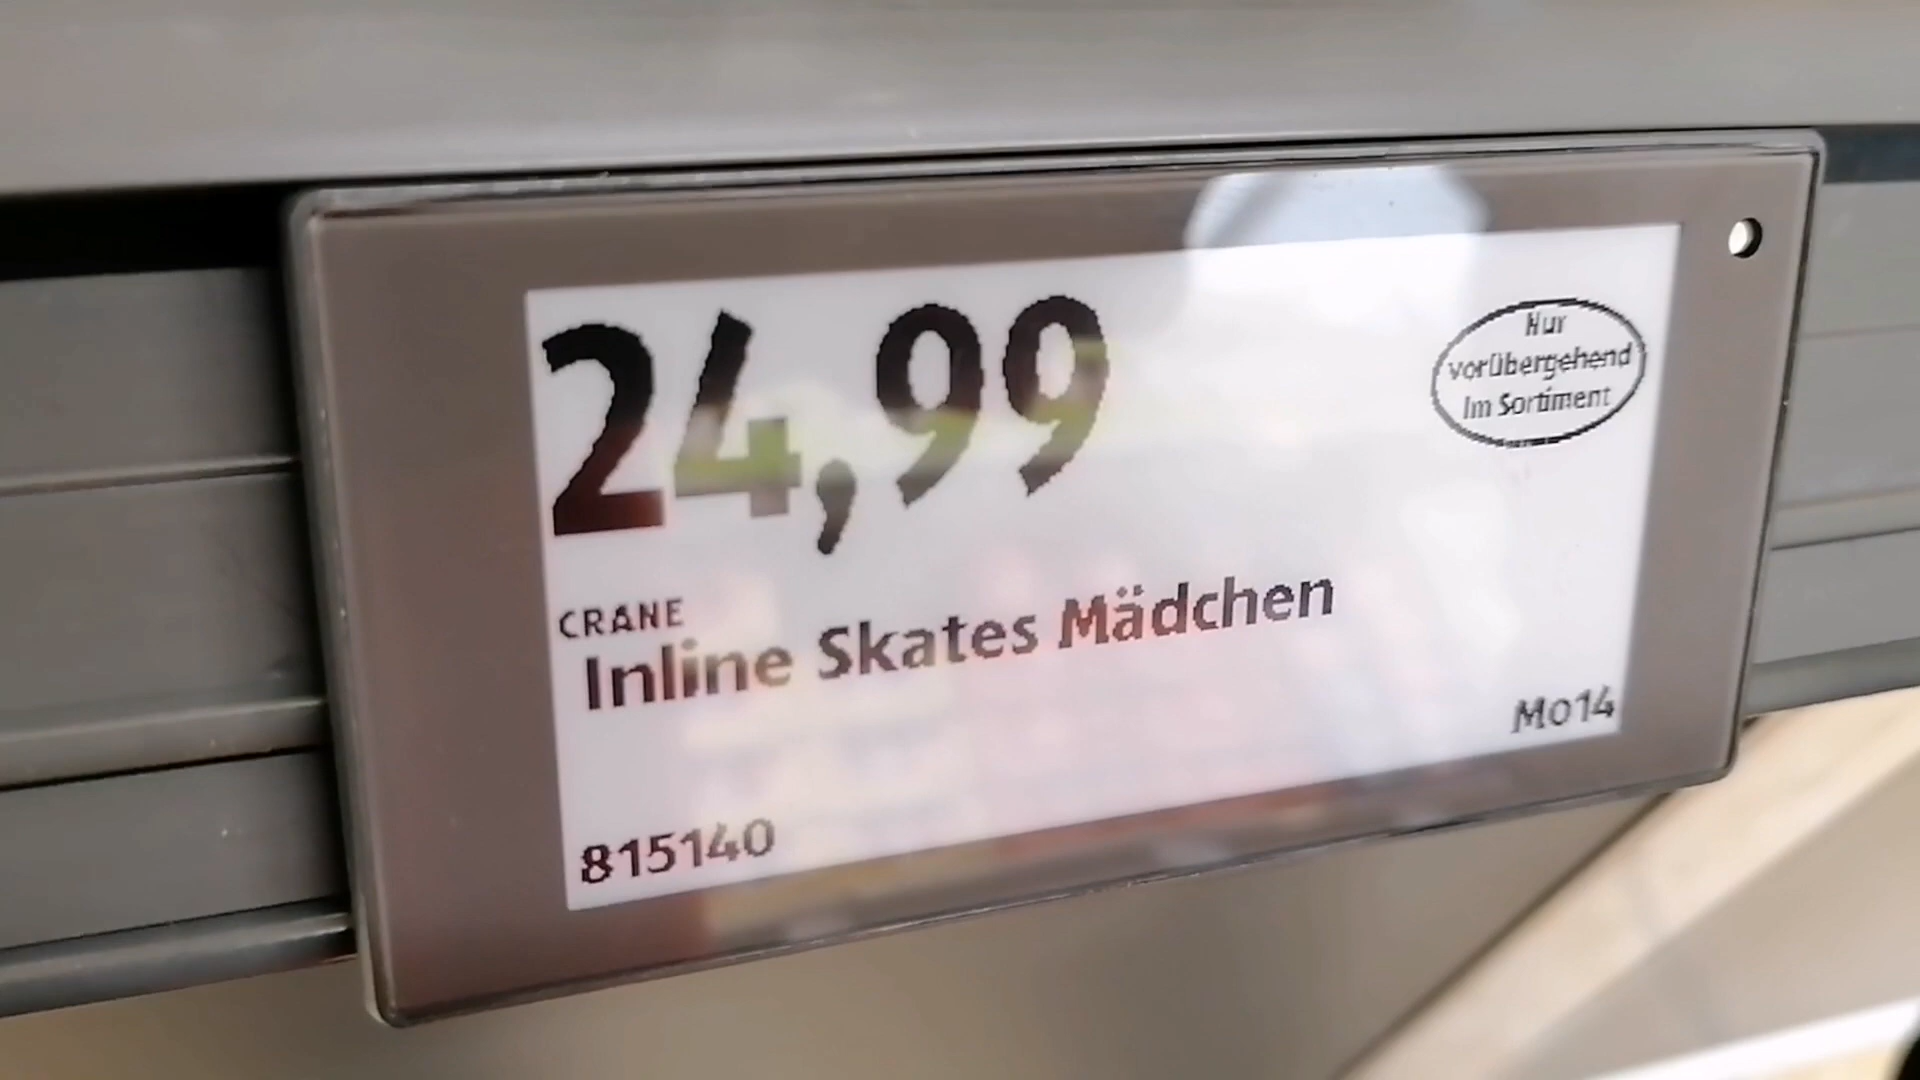 24,99
Nur
vorübergehend
Im Sortiment
CRANE
Inline Skates Mädchen
Mo14
815140